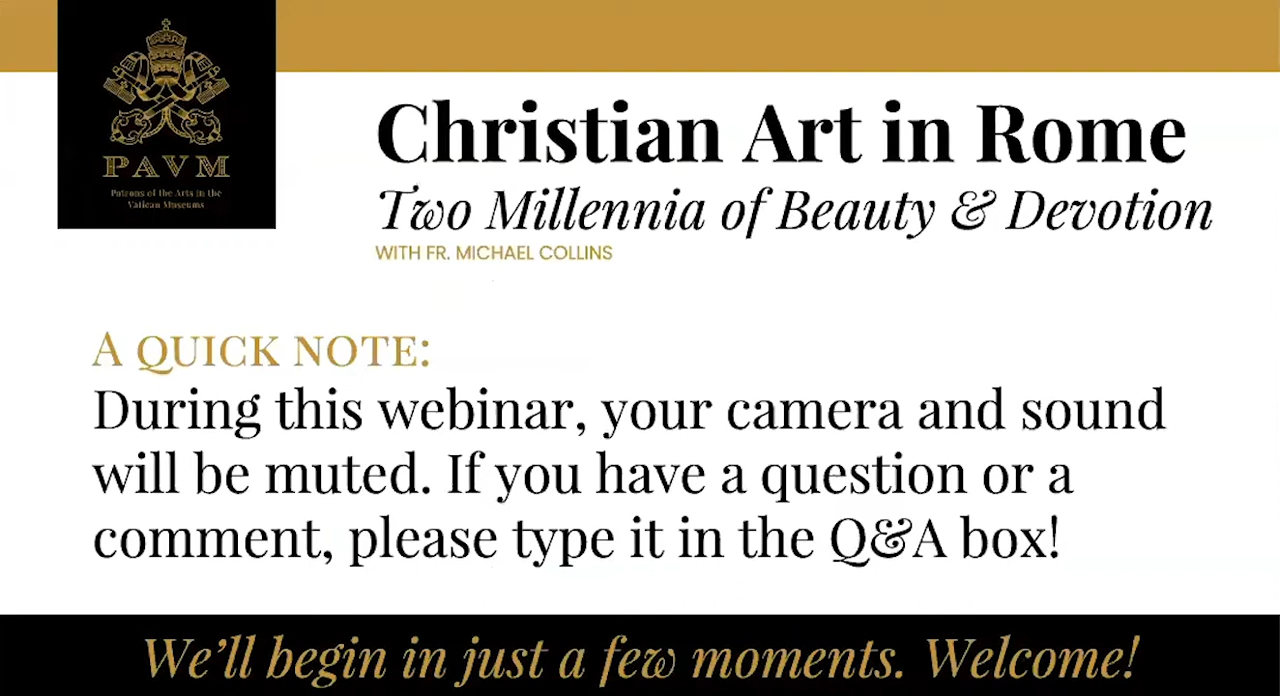 PAVM
Patrons of the Arts in the
Vatican Museums
Christian Art in Rome
Two Millennia of Beauty & Devotion
WITH FR. MICHAEL COLLINS
A QUICK NOTE:
During this webinar, your camera and sound
will be muted. If you have a question or a
comment, please type it in the Q&A box!
We'll begin in just a few moments. Welcome!